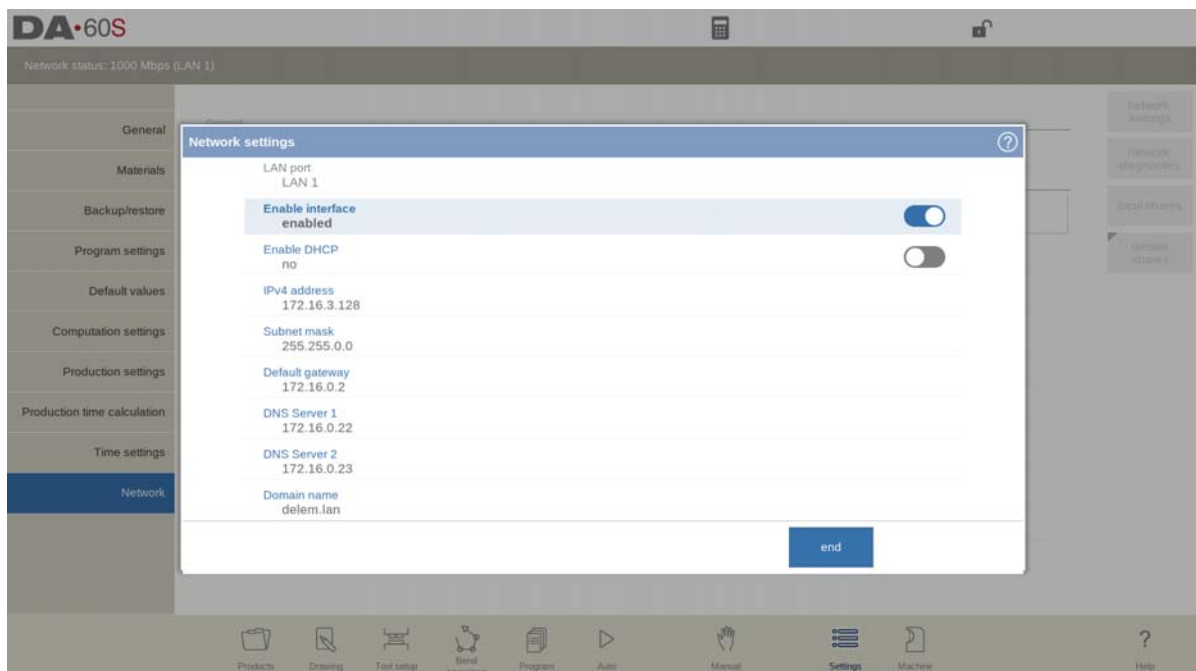 DA•60S
Network status: 1000 Mbps (LAN 1)
General
Materials
Backup/restore
Program settings
Default values
Computation settings
Production settings
Production time calculation
Time settings
Network
General
Network settings
?
LAN port
LAN 1
Enable interface
enabled
Enable DHCP
no
IPv4 address
172.16.3.128
Subnet mask
255.255.0.0
Default gateway
172.16.0.2
DNS Server 1
172.16.0.22
DNS Server 2
172.16.0.23
Domain name
delem.lan
end
network
settings
network
diagnostics
local shares
remote
shares
Products
Drawing
Tool setup
Bend
Program
Auto
Manual
Settings
Machine
?
Help